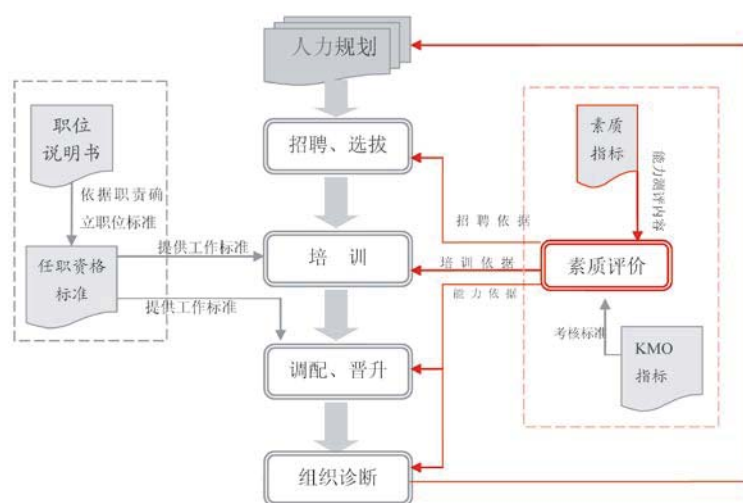 人力规划
招聘、选拔
职位
说明书
素质
指标
依据职责确
立职位标准
能力测评内容
招聘依据
任职资格
标准
提供工作标准
培 训
培训依据
素质评价
提供工作标准
能力依据
考核标准
KMO
指标
调配、晋升
组织诊断